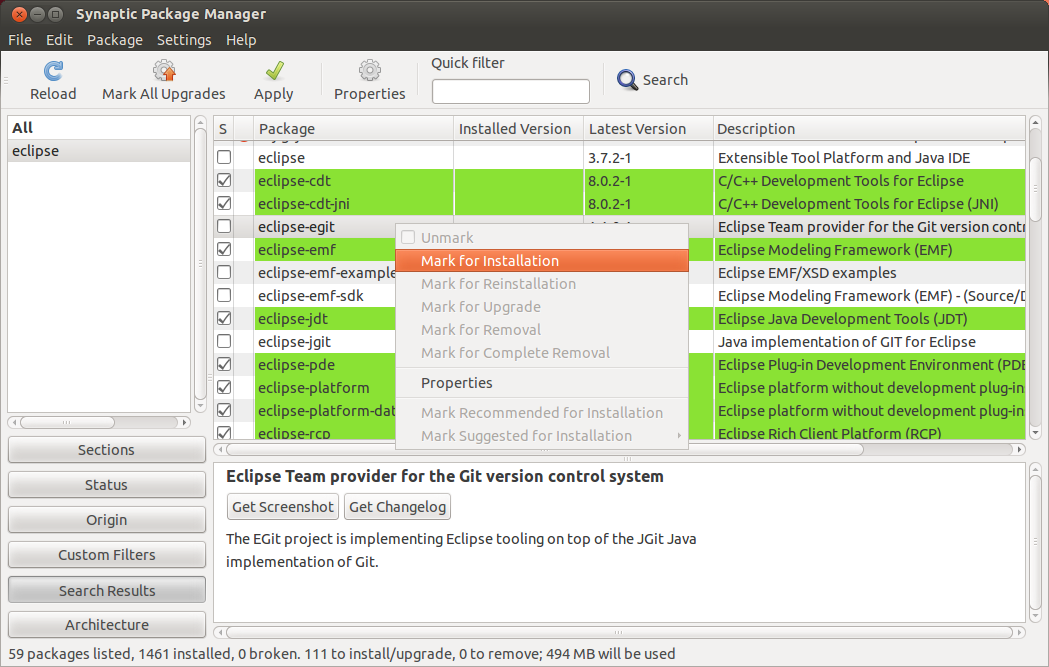 Synaptic Package Manager
File Edit Package Settings Help
Reload Mark All Upgrades Apply Properties Quick filter Search
All
eclipse
S Package Installed Version Latest Version Description
eclipse 3.7.2-1 Extensible Tool Platform and Java IDE
eclipse-cdt 8.0.2-1 C/C++ Development Tools for Eclipse
eclipse-cdt-jni 8.0.2-1 C/C++ Development Tools for Eclipse (JNI)
eclipse-egit Eclipse Team provider for the Git version contr
eclipse-emf Eclipse Modeling Framework (EMF)
eclipse-emf-example Eclipse EMF/XSD examples
eclipse-emf-sdk Eclipse Modeling Framework (EMF) - (Source/D
eclipse-jdt Eclipse Java Development Tools (JDT)
eclipse-jgit Java implementation of GIT for Eclipse
eclipse-pde Eclipse Plug-in Development Environment (PDE
eclipse-platform Eclipse platform without development plug-in
eclipse-platform-dat Eclipse platform without development plug-in
eclipse-rcp Eclipse Rich Client Platform (RCP)
Unmark
Mark for Installation
Mark for Reinstallation
Mark for Upgrade
Mark for Removal
Mark for Complete Removal
Properties
Mark Recommended for Installation
Mark Suggested for Installation
Sections
Status
Origin
Custom Filters
Search Results
Architecture
Eclipse Team provider for the Git version control system
Get Screenshot Get Changelog
The EGit project is implementing Eclipse tooling on top of the JGit Java
implementation of Git.
59 packages listed, 1461 installed, 0 broken. 111 to install/upgrade, 0 to remove; 494 MB will be used